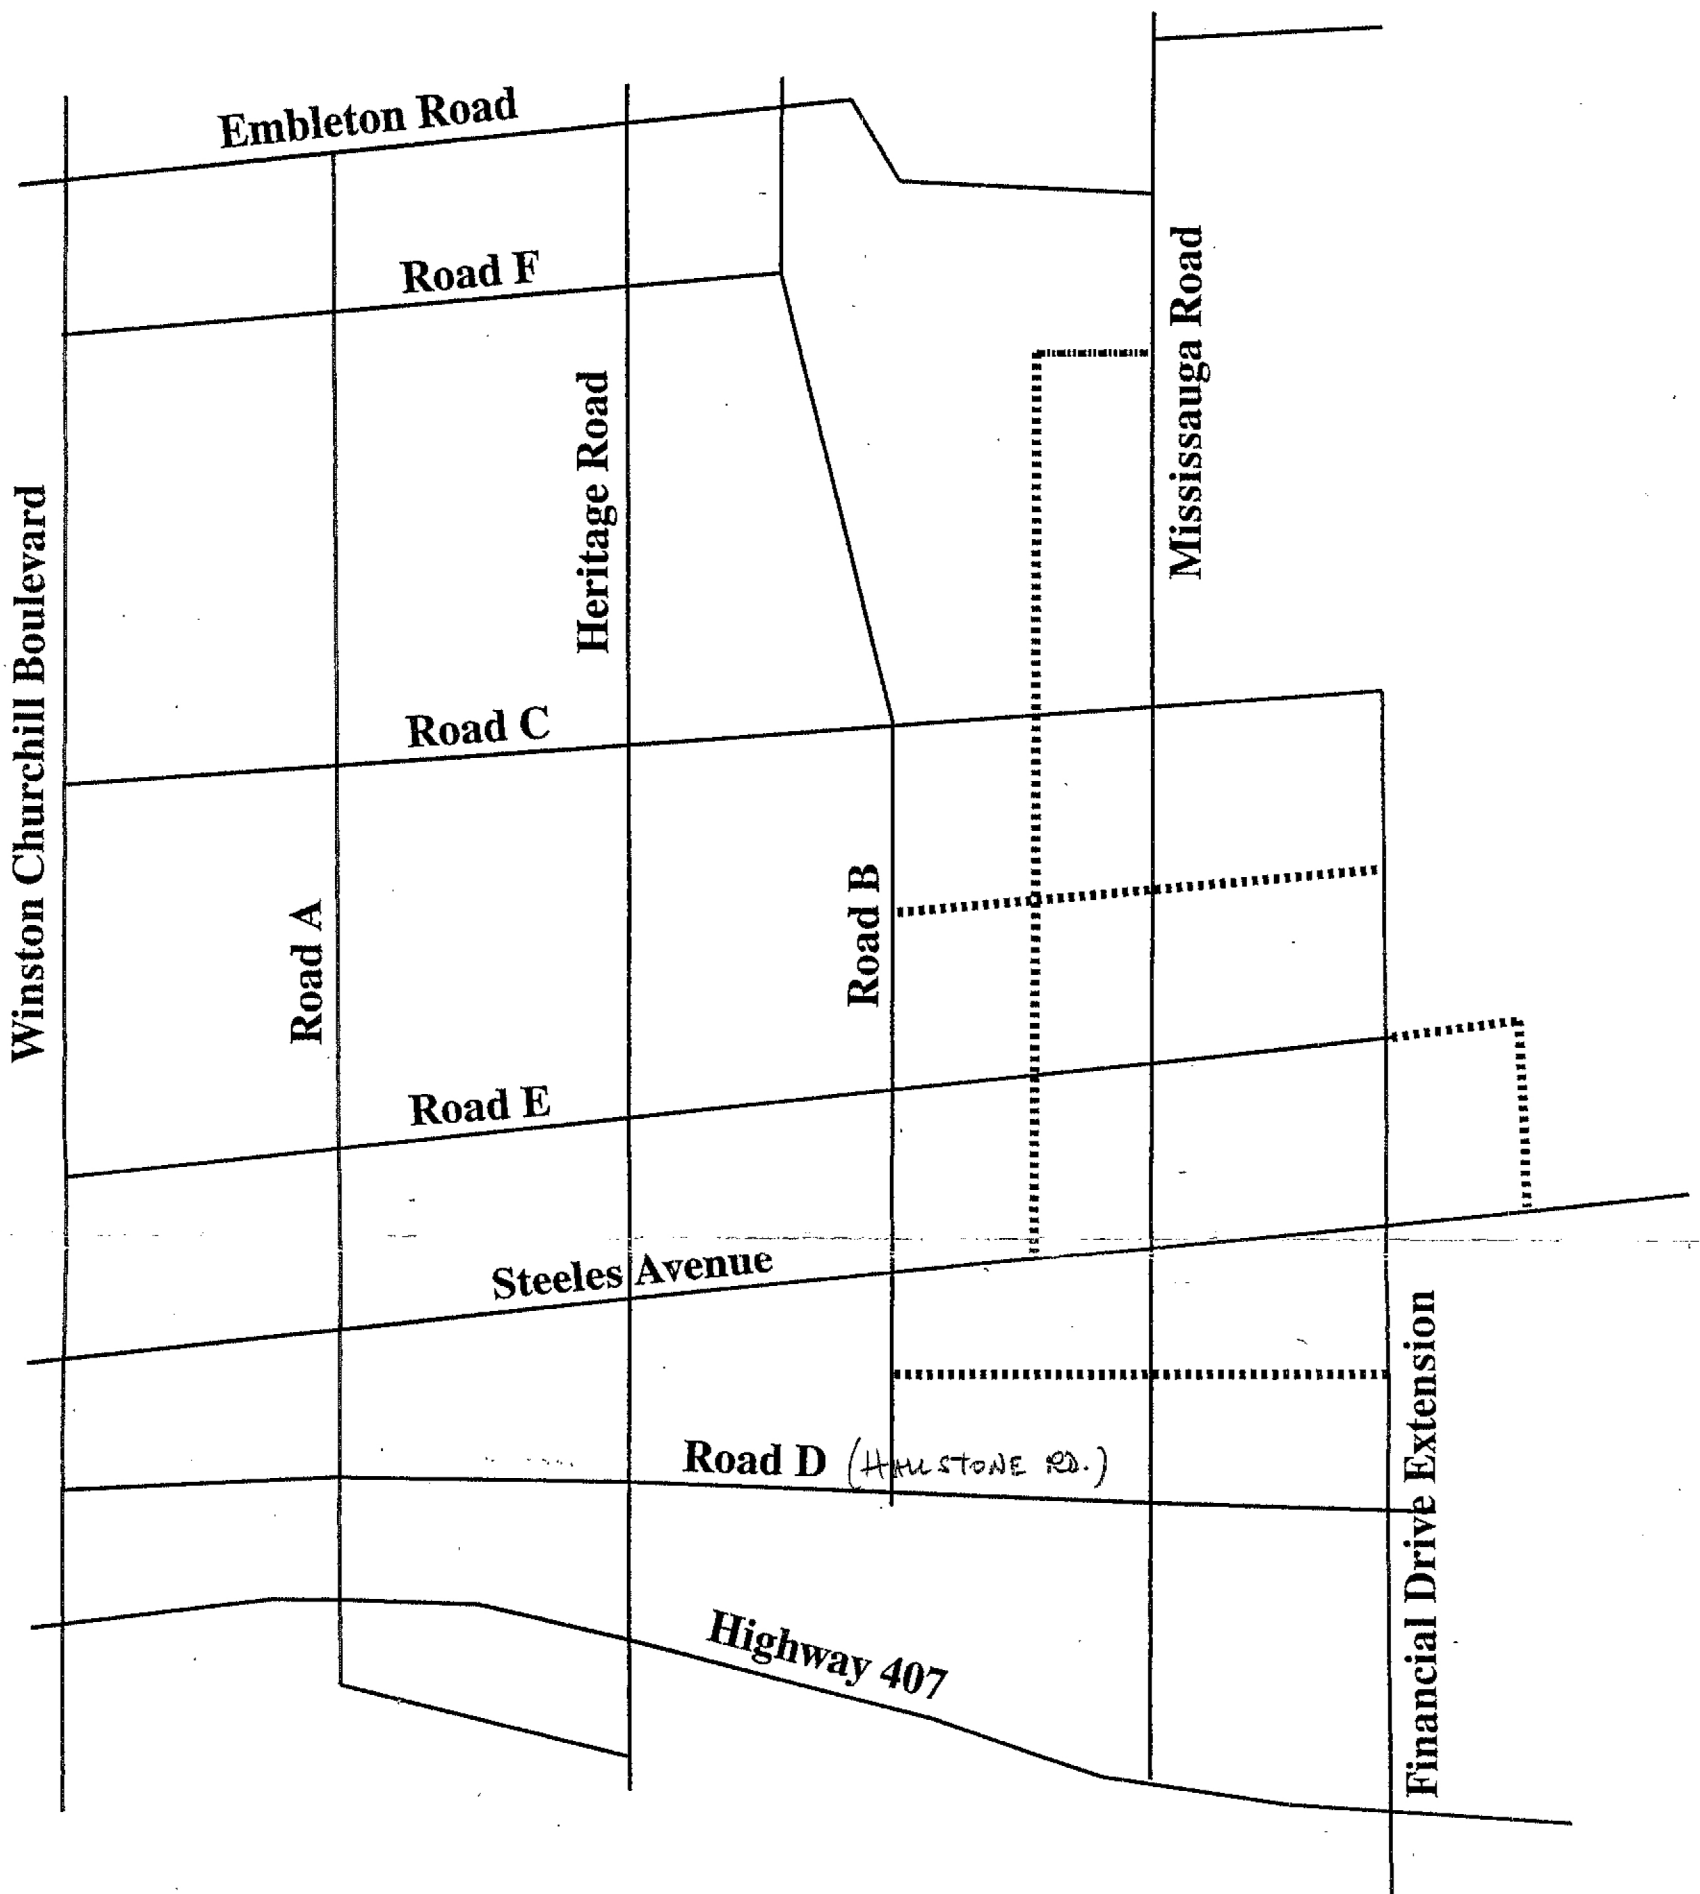 Embleton Road
Road F
Mississauga Road
Heritage Road
Winston Churchill Boulevard
Road C
Road B
Road A
Road E
Steeles Avenue
Financial Drive Extension
Road D (HALLSTONE RD.)
Highway 407